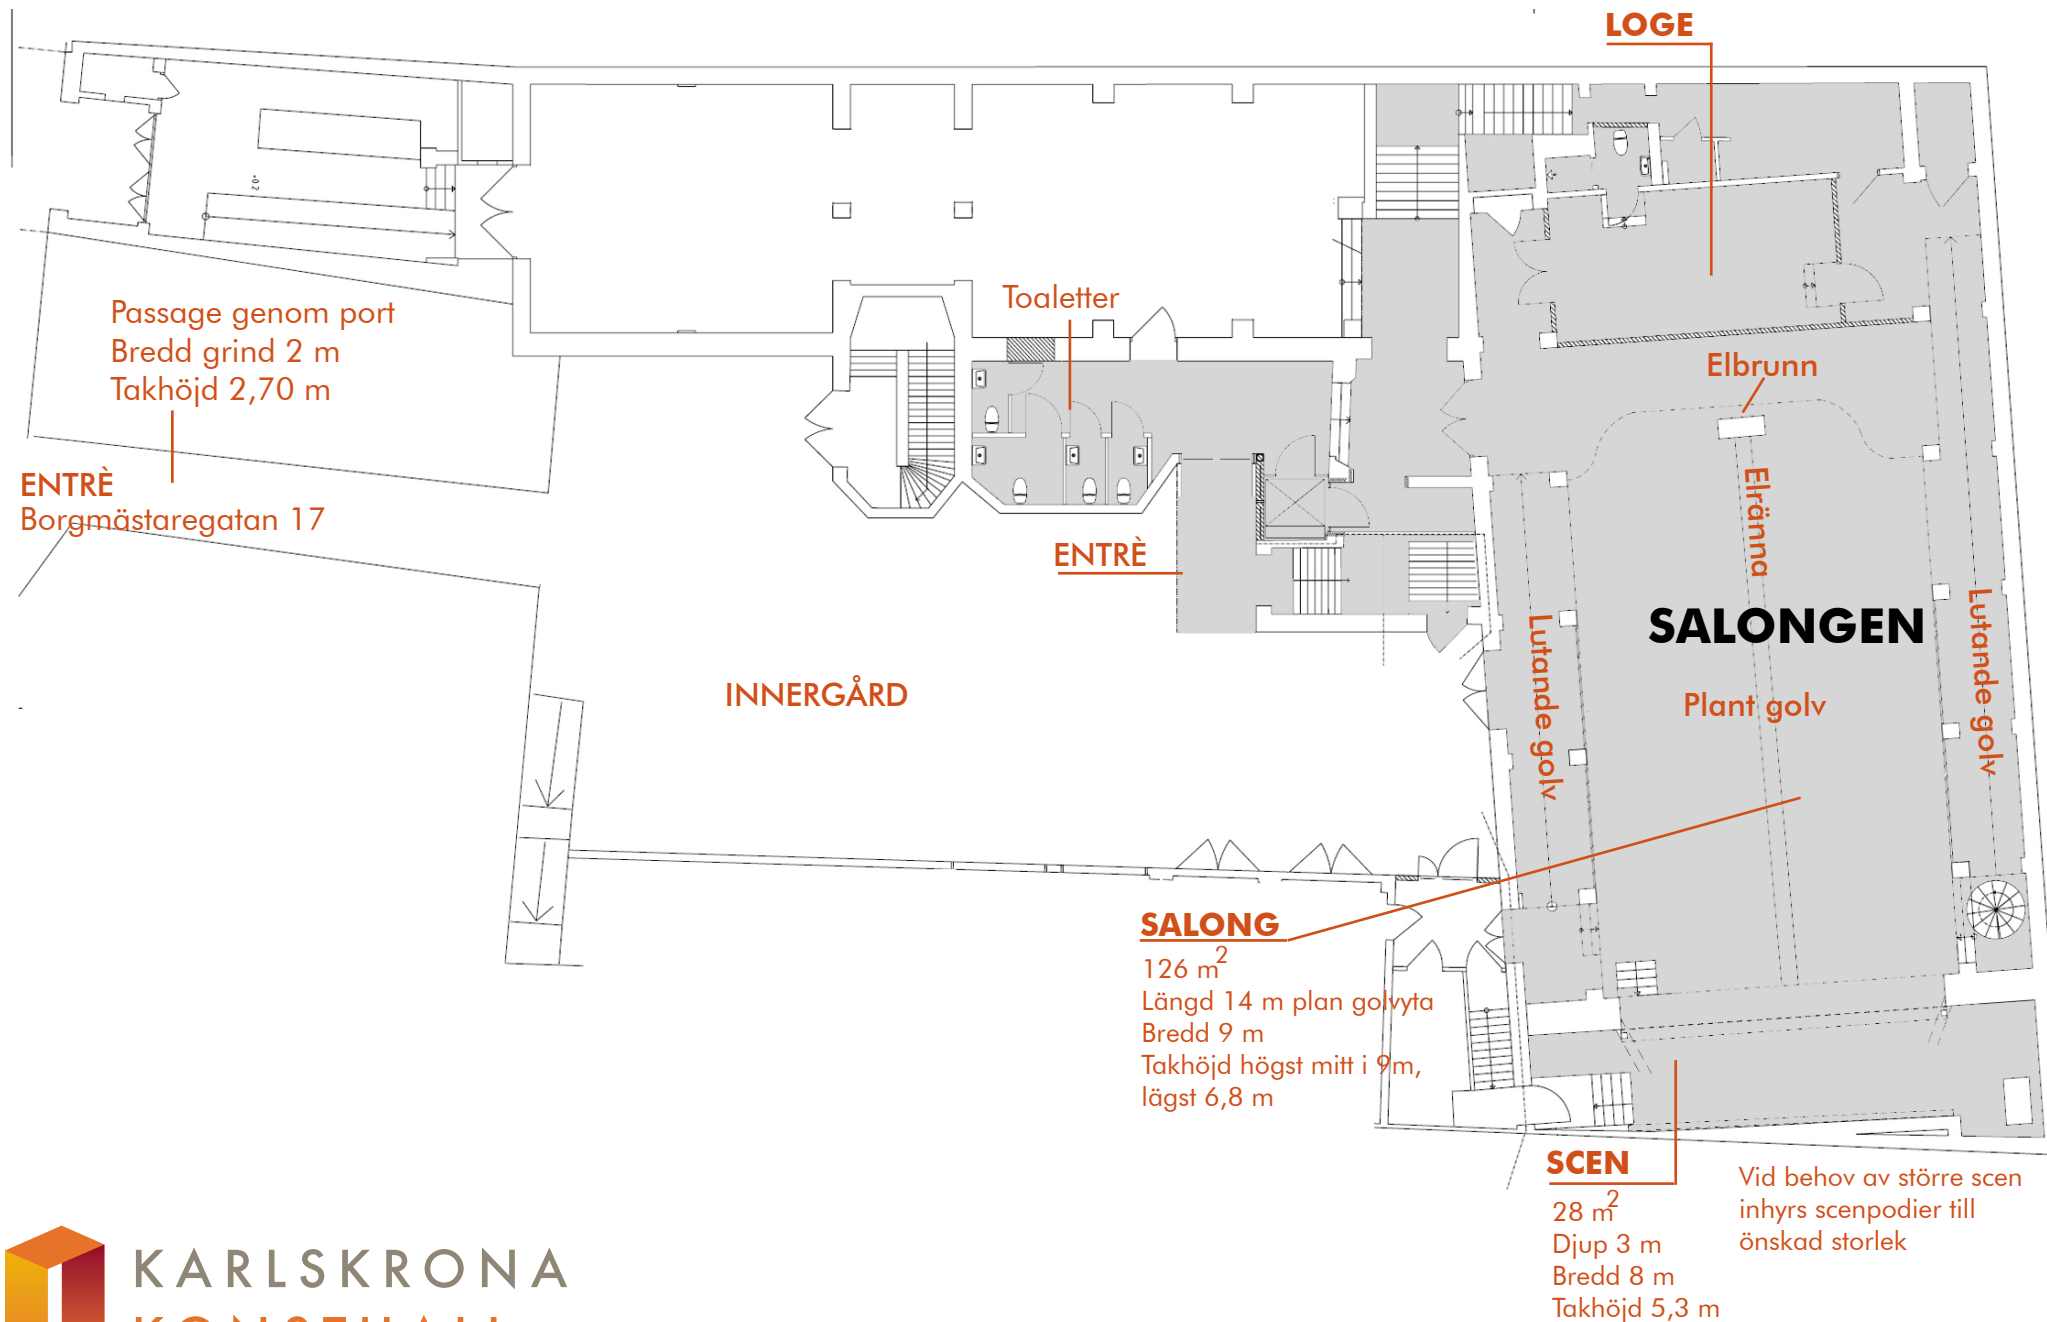 LOGE
+0.2
Passage genom port
Bredd grind 2 m
Takhöjd 2,70 m
ENTRÈ
Borgmästaregatan 17
Toaletter
Elbrunn
Elränna
ENTRÈ
SALONGEN
Lutande golv
Lutande golv
Plant golv
INNERGÅRD
SALONG
126 m²
Längd 14 m plan golvyta
Bredd 9 m
Takhöjd högst mitt i 9m,
lägst 6,8 m
SCEN
28 m²
Djup 3 m
Bredd 8 m
Takhöjd 5,3 m
Vid behov av större scen
inhyrs scenpodier till
önskad storlek
KARLSKRONA
KONSTHALL